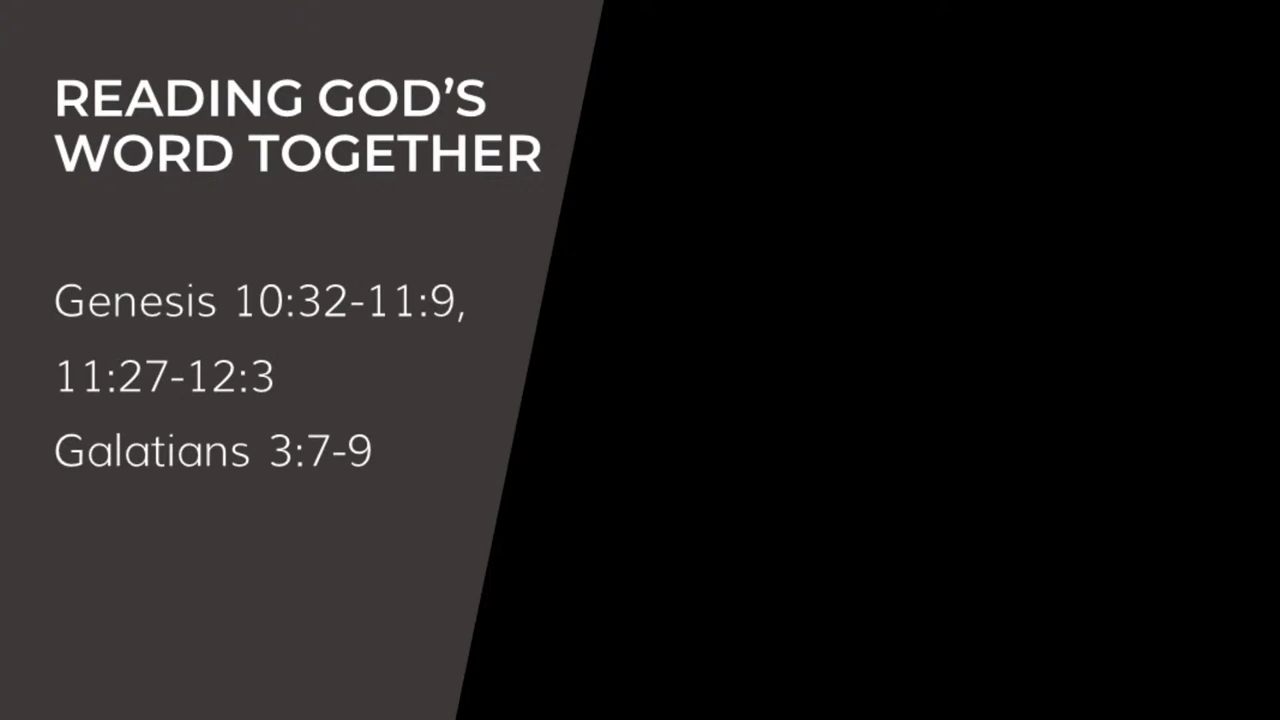 READING GOD’S
WORD TOGETHER
Genesis 10:32-11:9,
11:27-12:3
Galatians 3:7-9